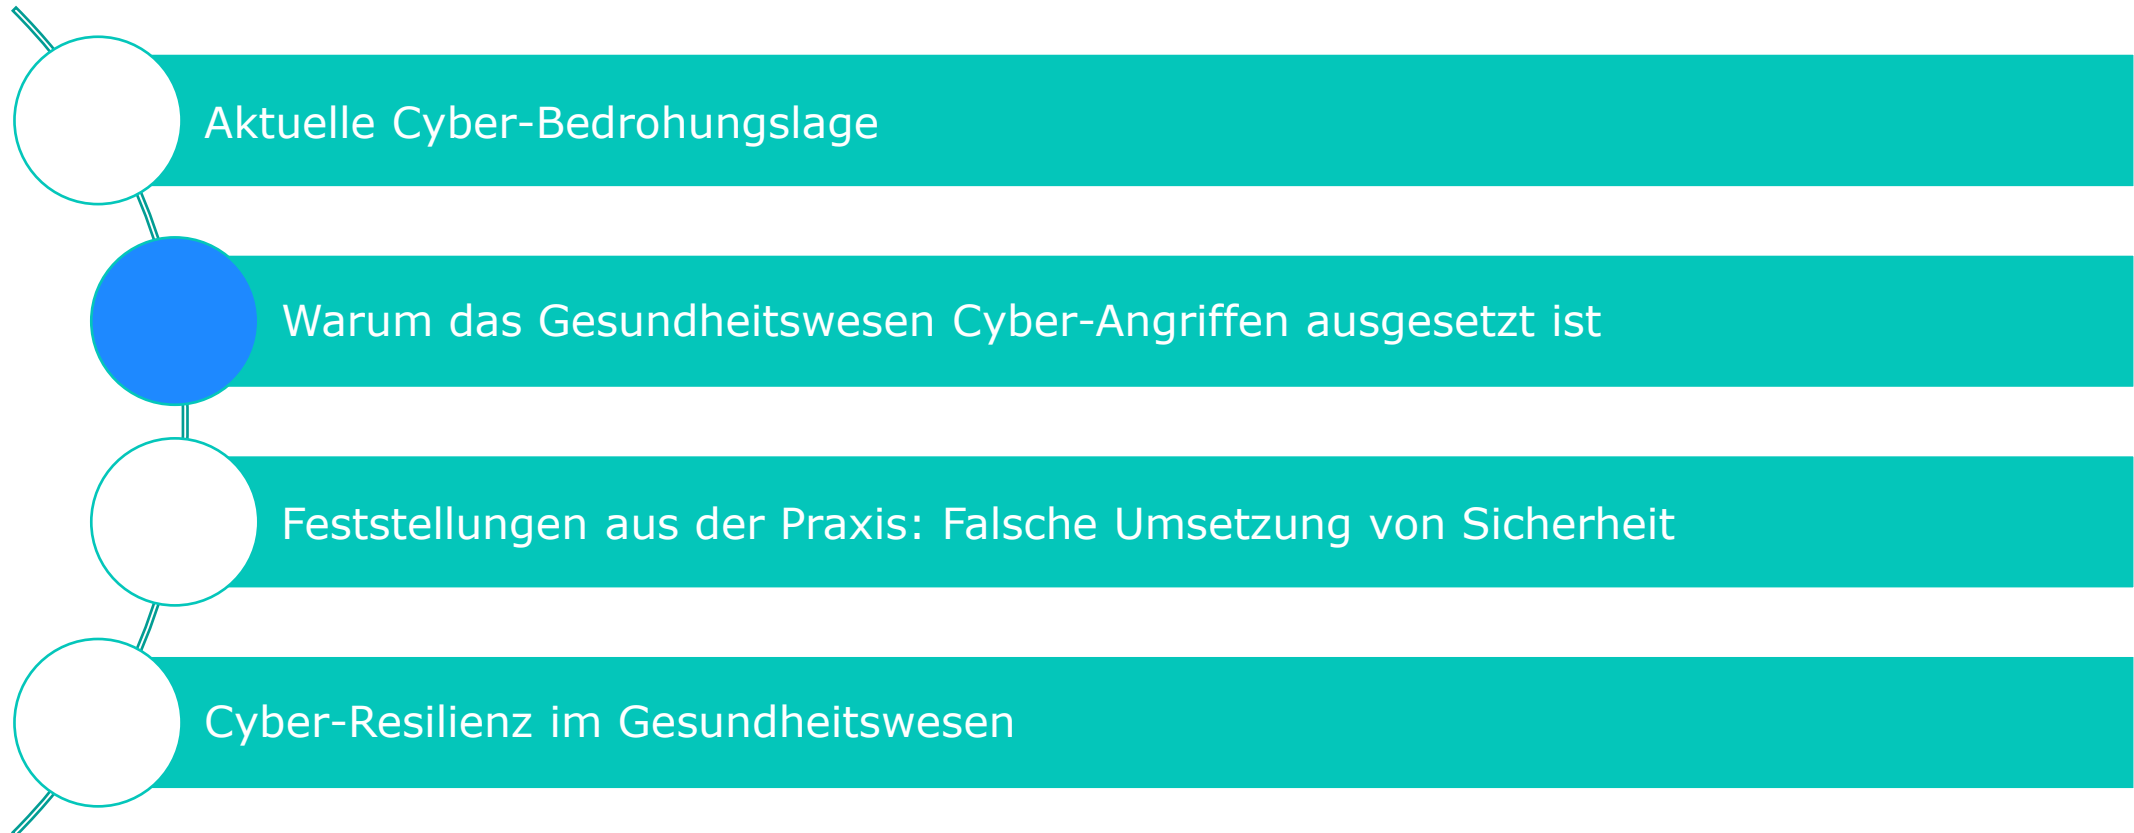 Aktuelle Cyber-Bedrohungslage
Warum das Gesundheitswesen Cyber-Angriffen ausgesetzt ist
Feststellungen aus der Praxis: Falsche Umsetzung von Sicherheit
Cyber-Resilienz im Gesundheitswesen